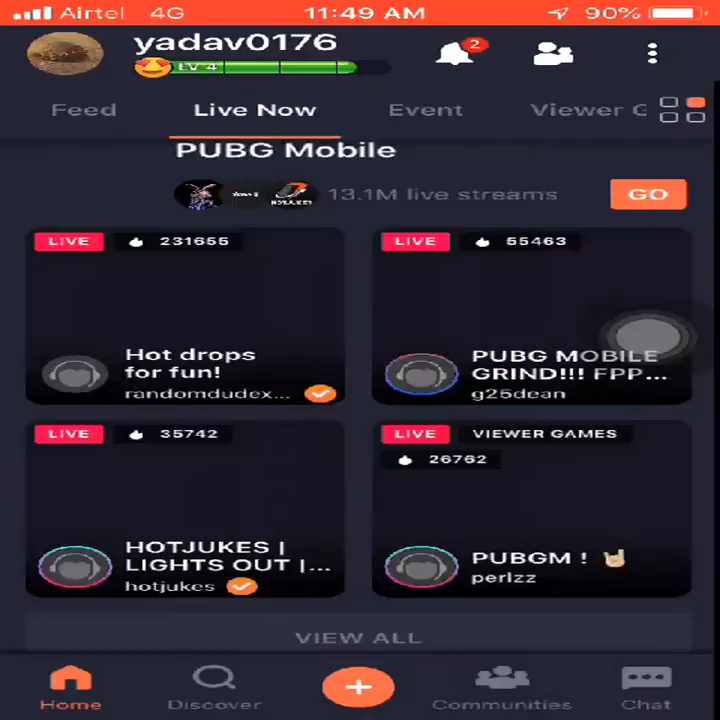 Airtel 4G 11:49 AM 90%
yadav0176
2
LV 4
Feed Live Now Event Viewer G
PUBG Mobile
13.1M live streams GO
LIVE 231655
Hot drops
for fun!
randomdudex...
LIVE 55463
PUBG MOBILE
GRIND!!! FPP...
g25dean
LIVE 35742
HOTJUKES |
LIGHTS OUT |...
hotjukes
LIVE VIEWER GAMES
26762
PUBGM ! 🤘🏼
perlzz
VIEW ALL
Home Discover Communities Chat